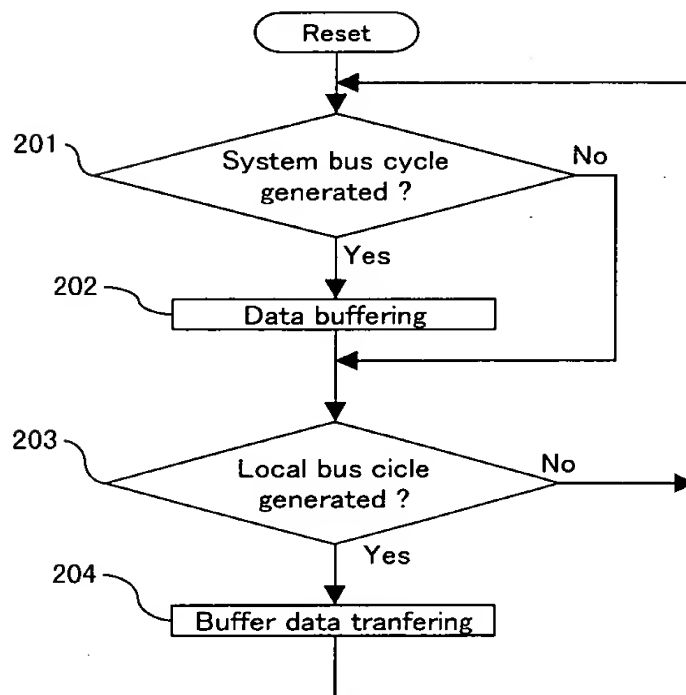 Reset
201
System bus cycle
generated ?
No
Yes
202
Data buffering
203
Local bus cicle
generated ?
No
Yes
204
Buffer data tranfering